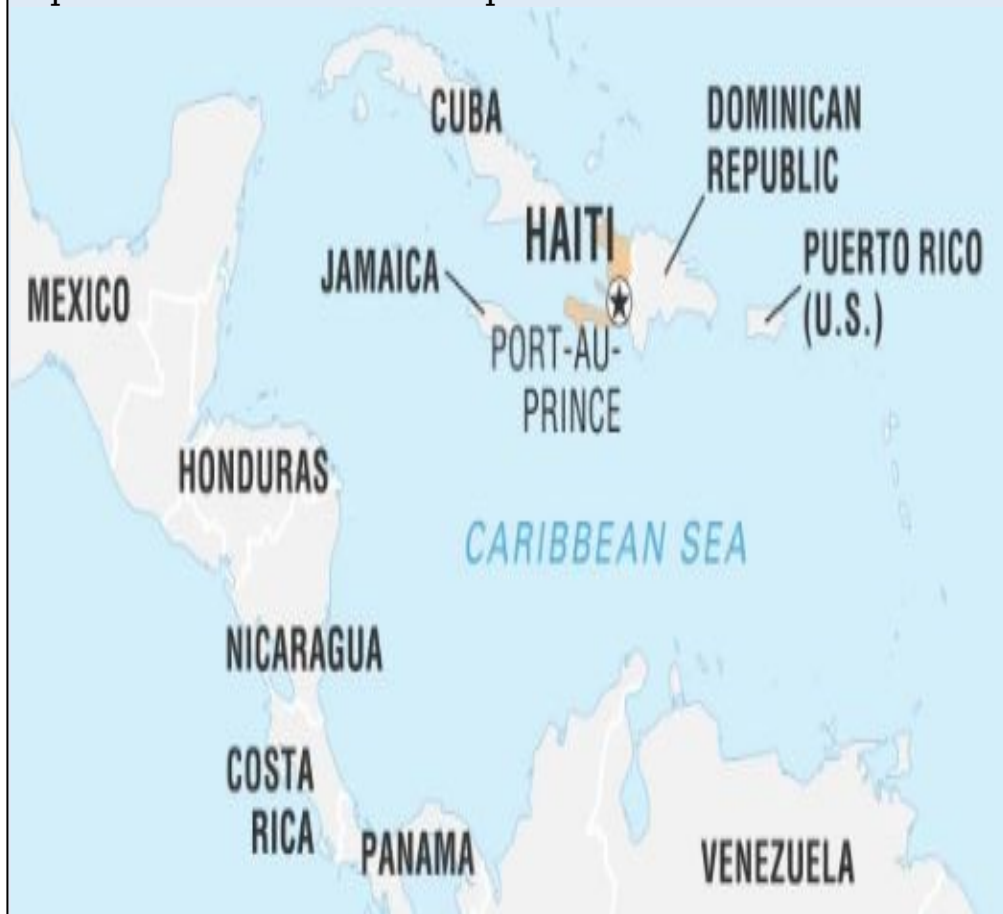 CUBA
DOMINICAN
REPUBLIC
HAITI
PUERTO RICO
(U.S.)
JAMAICA
MEXICO
PORT-AU-
PRINCE
HONDURAS
CARIBBEAN SEA
NICARAGUA
COSTA
RICA
PANAMA
VENEZUELA